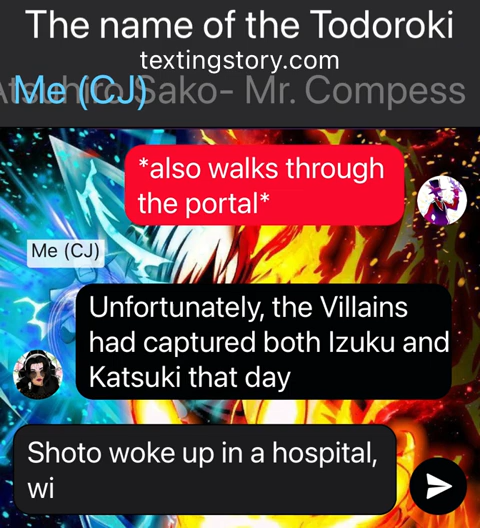 The name of the Todoroki
textingstory.com
Me (CJ)
Sako- Mr. Compess
*also walks through
the portal*
Me (CJ)
Unfortunately, the Villains
had captured both Izuku and
Katsuki that day
Shoto woke up in a hospital,
wi